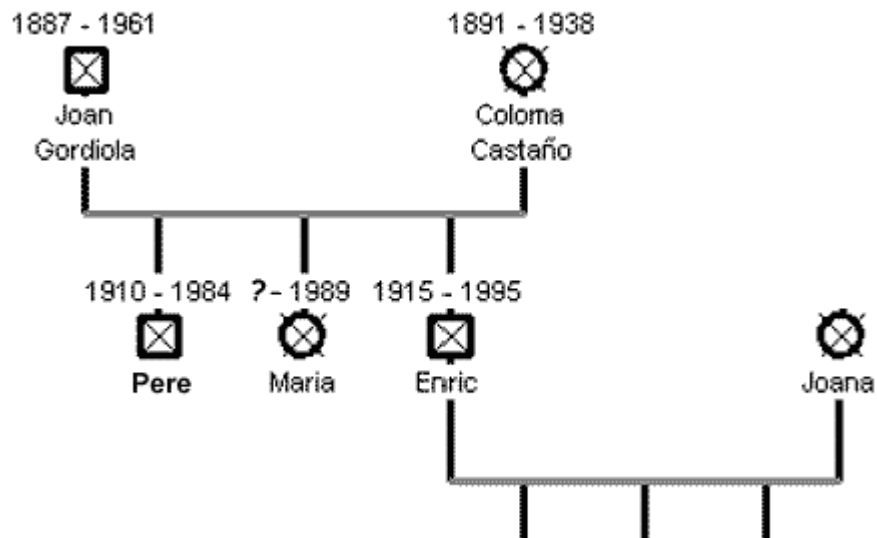 1887 - 1961
1891 - 1938
Joan
Gordiola
Coloma
Castaño
1910 - 1984
? - 1989
1915 - 1995
Pere
Maria
Enric
Joana